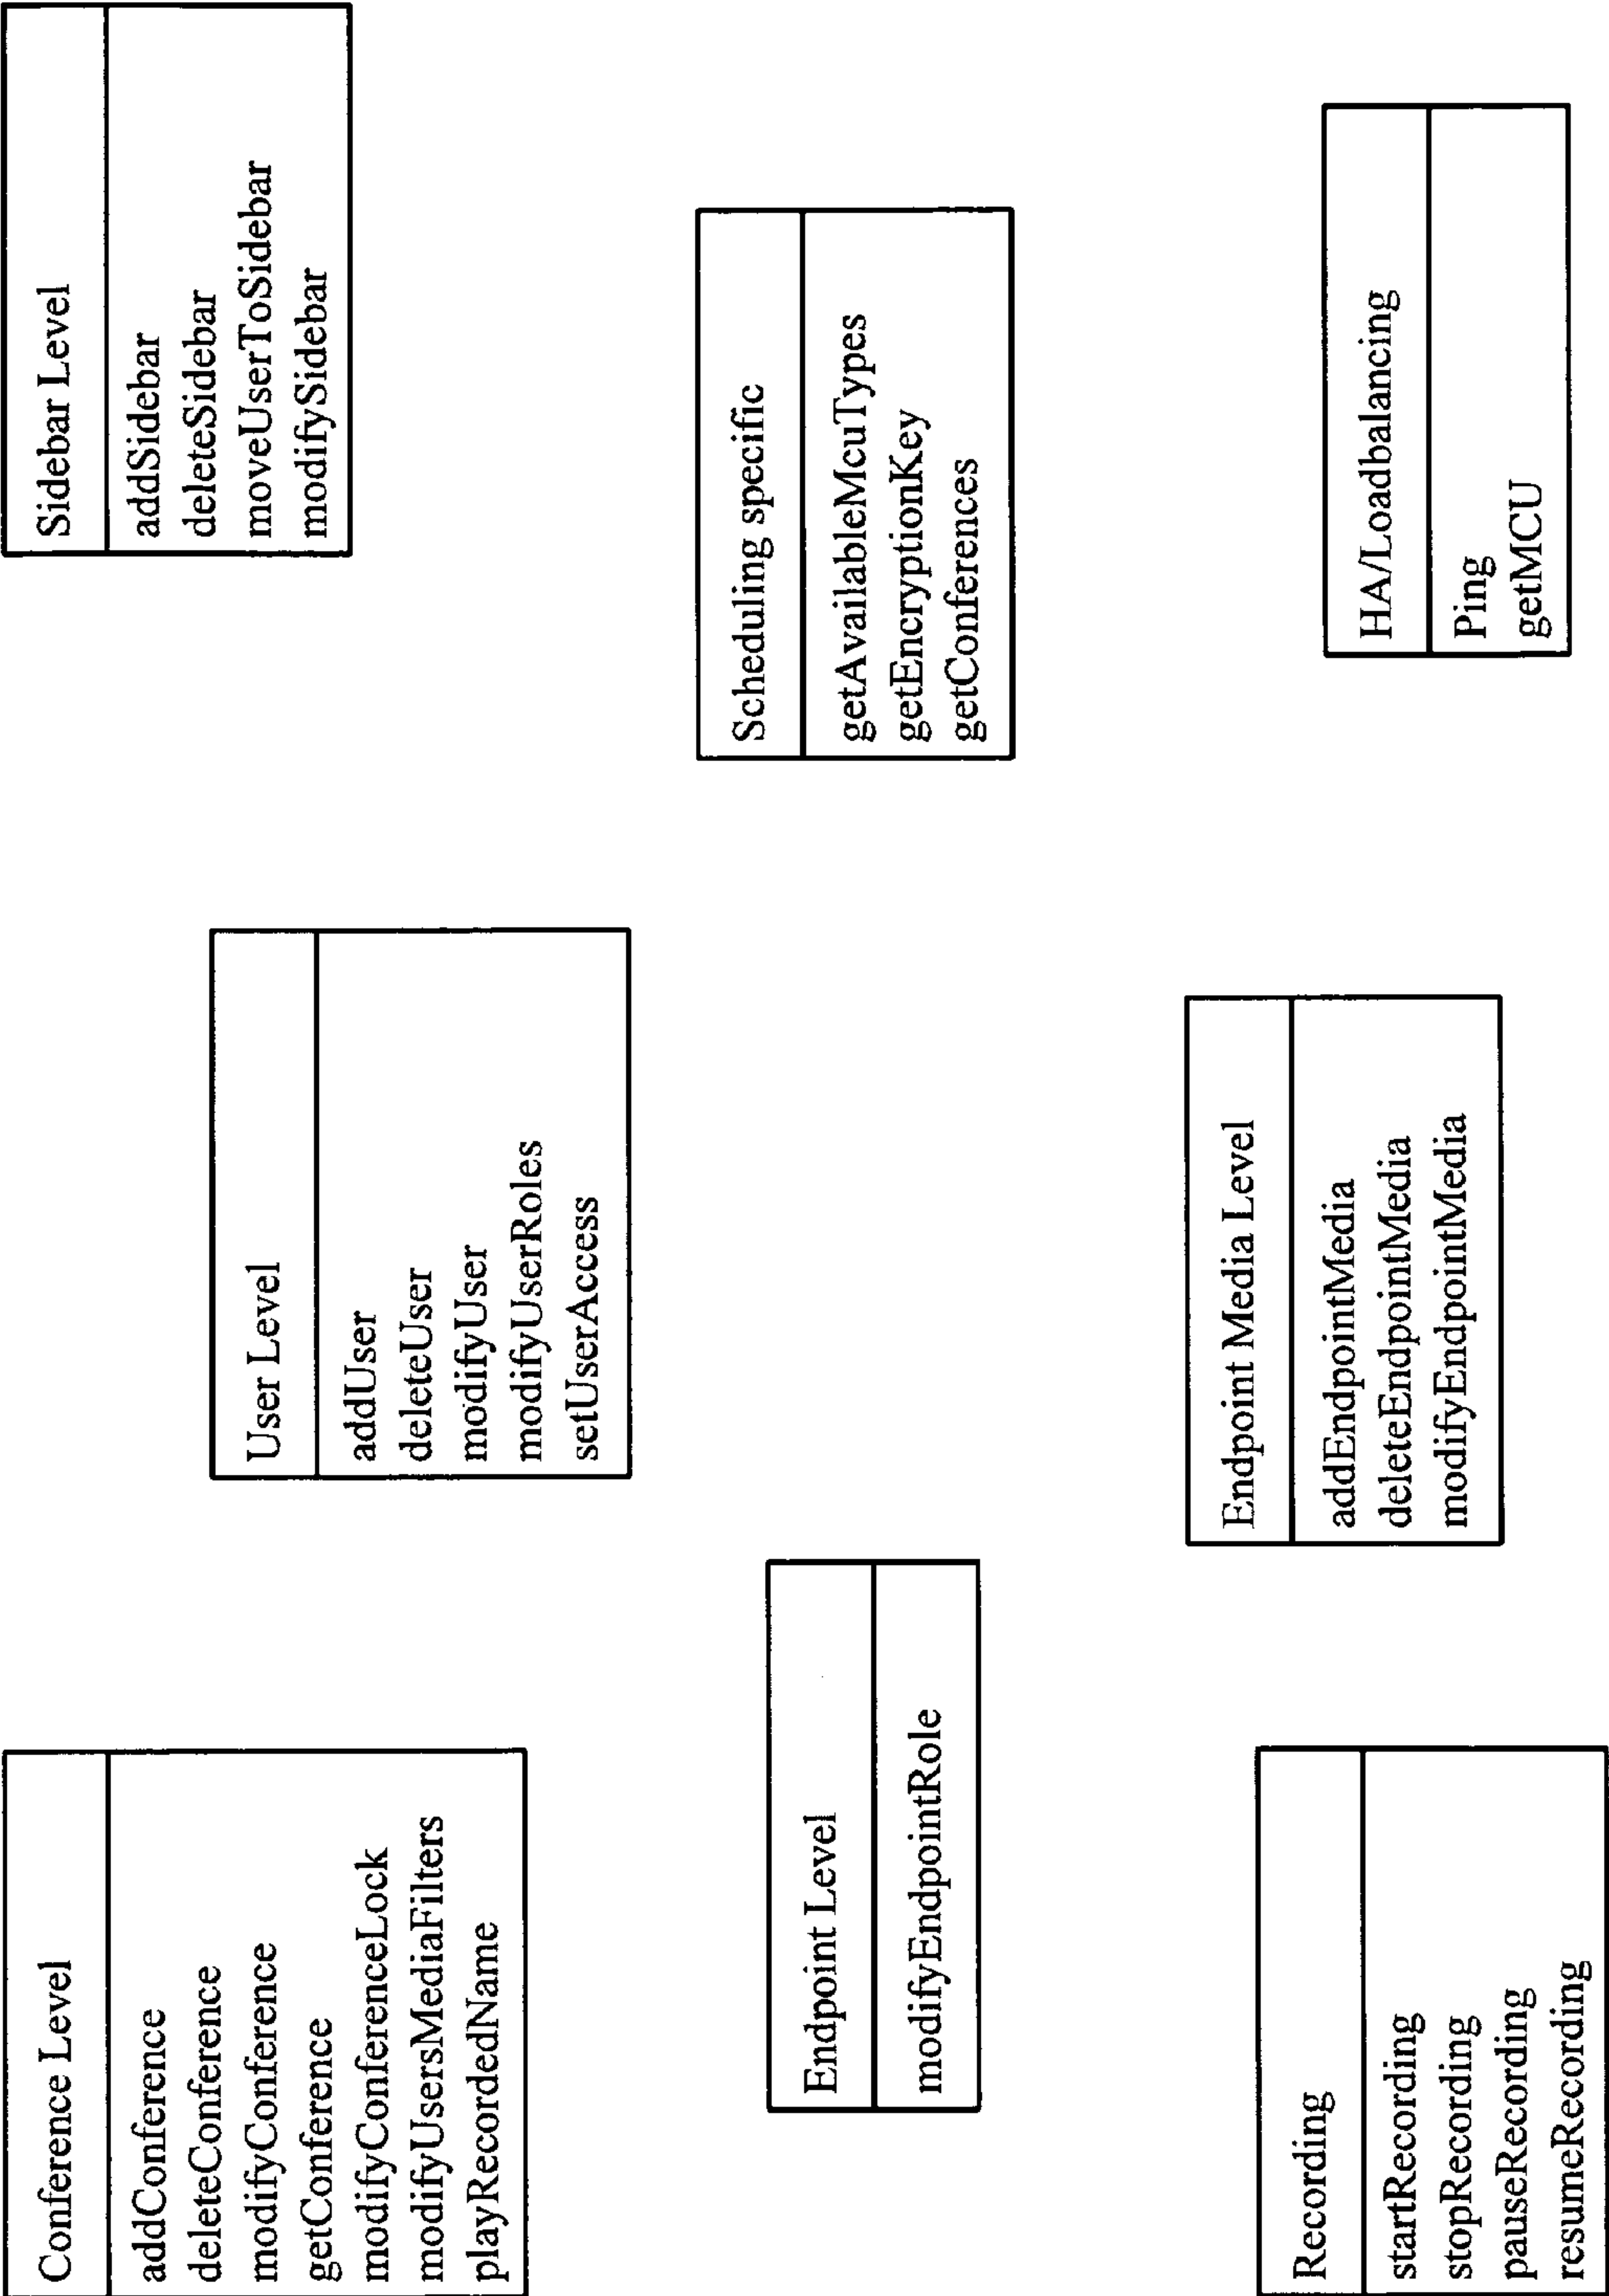 Conference Level
addConference
deleteConference
modifyConference
getConference
modifyConferenceLock
modifyUsersMediaFilters
playRecordedName
User Level
addUser
deleteUser
modifyUser
modifyUserRoles
setUserAccess
Sidebar Level
addSidebar
deleteSidebar
moveUserToSidebar
modifySidebar
Endpoint Level
modifyEndpointRole
Scheduling specific
getAvailableMcuTypes
getEncryptionKey
getConferences
Recording
startRecording
stopRecording
pauseRecording
resumeRecording
Endpoint Media Level
addEndpointMedia
deleteEndpointMedia
modifyEndpointMedia
HA/Loadbalancing
Ping
getMCU